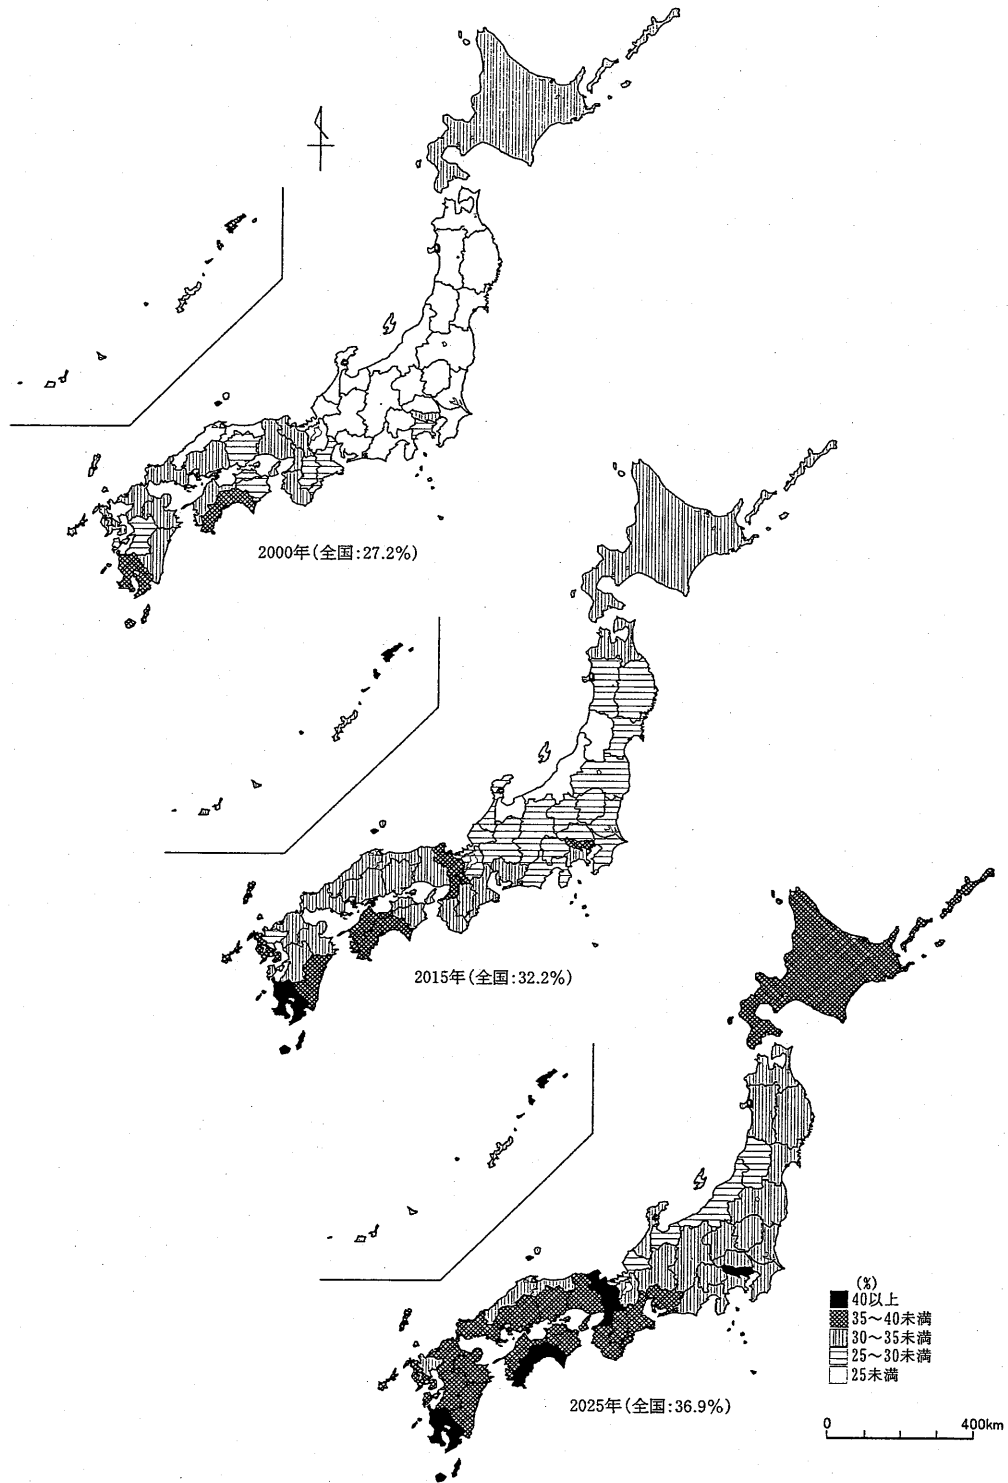 2000年(全国:27.2%)
2015年(全国:32.2%)
2025年(全国:36.9%)
(%)
40以上
35～40未満
30～35未満
25～30未満
25未満
0 400km